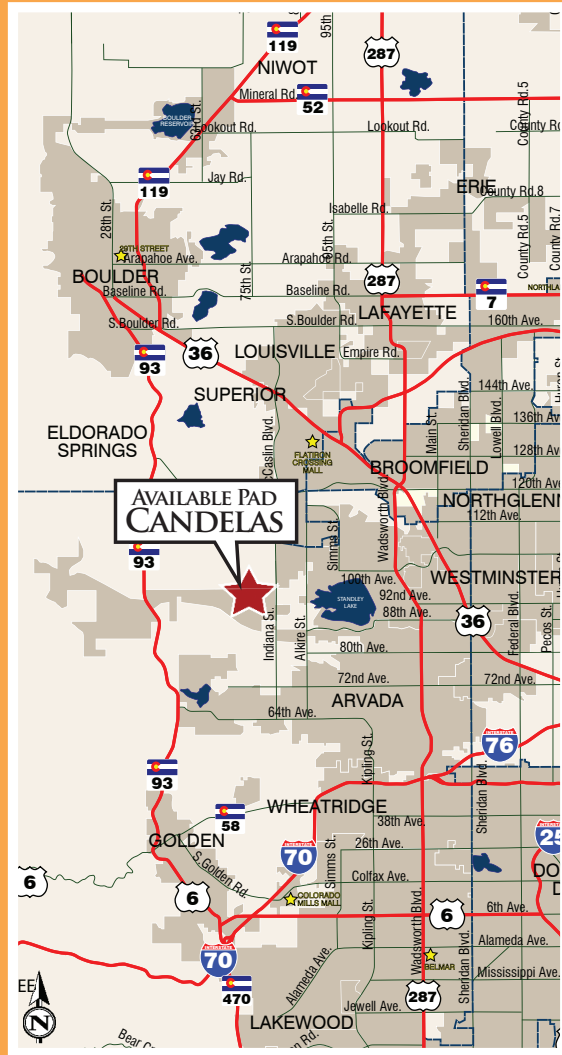 119
NIWOT
95th St.
287
Mineral Rd.
52
BOULDER
RESERVOIR
63rd St.
Lookout Rd.
Lookout Rd.
County Rd.5
119
Jay Rd.
ERIE
County Rd.8
Isabelle Rd.
28th St.
95th St.
County Rd.5
County Rd.7
29TH STREET
Arapahoe Ave.
Arapahoe Rd.
BOULDER
75th St.
287
7
Baseline Rd.
Baseline Rd.
LAFAYETTE
S.Boulder Rd.
S.Boulder Rd.
160th Ave.
36
LOUISVILLE
Empire Rd.
93
144th Ave.
SUPERIOR
Main St.
Sheridan Blvd.
Lowell Blvd.
136th Av
ELDORADO
SPRINGS
McCaslin Blvd.
FLATIRON
CROSSING
MALL
128th Av
BROOMFIELD
120th Av
AVAILABLE PAD
CANDELAS
NORTHGLENN
112th Ave.
Simms St.
Wadsworth Blvd.
93
100th Ave.
WESTMINSTER
92nd Ave.
STANDLEY
LAKE
88th Ave.
36
Indiana St.
Alkire St.
Federal Blvd.
Pecos St.
80th Ave.
72nd Ave.
72nd Ave.
ARVADA
64th Ave.
Kipling St.
76
93
Sheridan Blvd.
WHEATRIDGE
58
38th Ave.
GOLDEN
70
Simms St.
26th Ave.
25
S.Golden Rd.
Colfax Ave.
6
6
COLORADO
MILLS MALL
Kipling St.
Wadsworth Blvd.
6
6th Ave.
70
Alameda Ave.
BELMAR
Alameda Ave.
Sheridan Blvd.
Mississippi Ave.
470
287
Jewell Ave.
N
LAKEWOOD